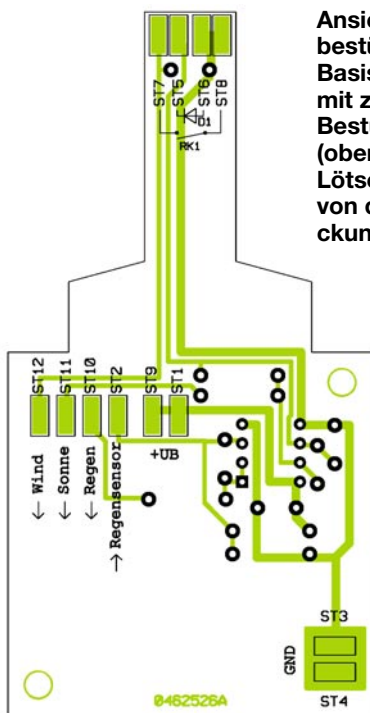 Ansic
bestü
Basis
mit z
Bestü
(ober
Lötse
von d
ckun
ST7
ST5
ST6
ST8
D1
RK1
ST12
ST11
ST10
ST2
ST9
ST1
+UB
← Wind
← Sonne
← Regen
→ Regensensor
ST3
GND
ST4
0462526A